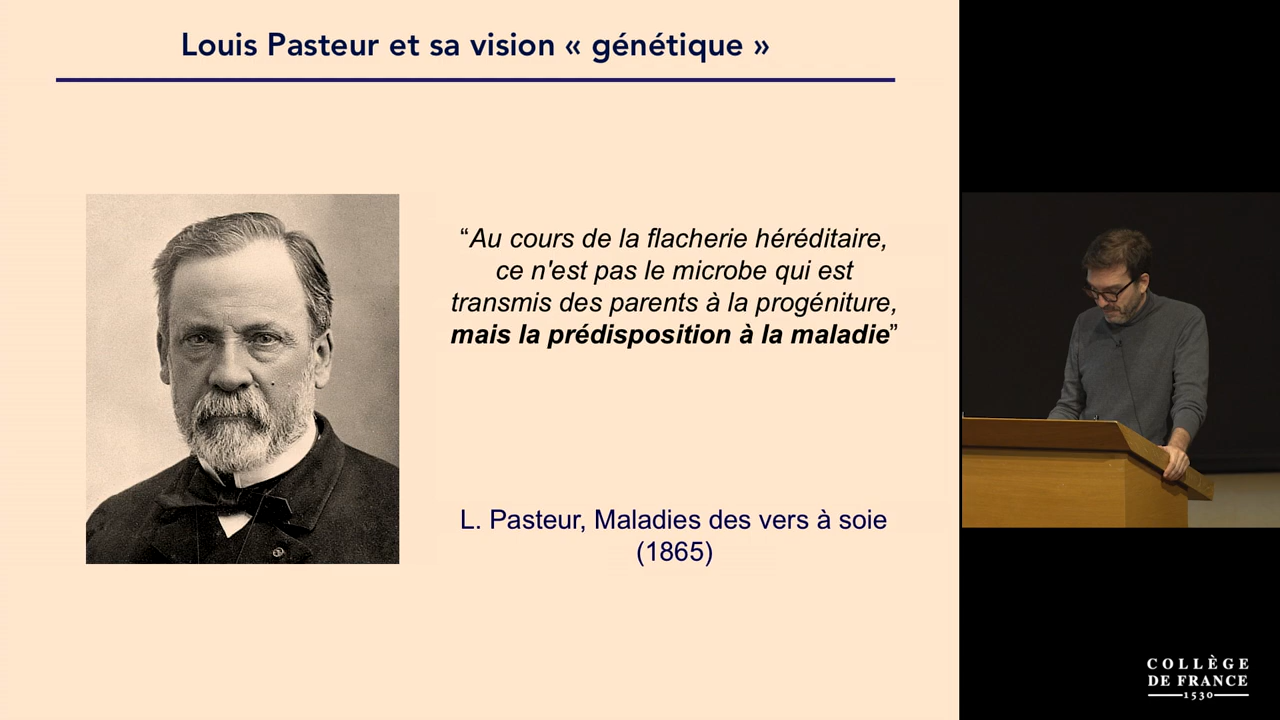 Louis Pasteur et sa vision « génétique »
“Au cours de la flacherie héréditaire,
ce n'est pas le microbe qui est
transmis des parents à la progéniture,
mais la prédisposition à la maladie”
L. Pasteur, Maladies des vers à soie
(1865)
COLLÈGE
DE FRANCE
1530